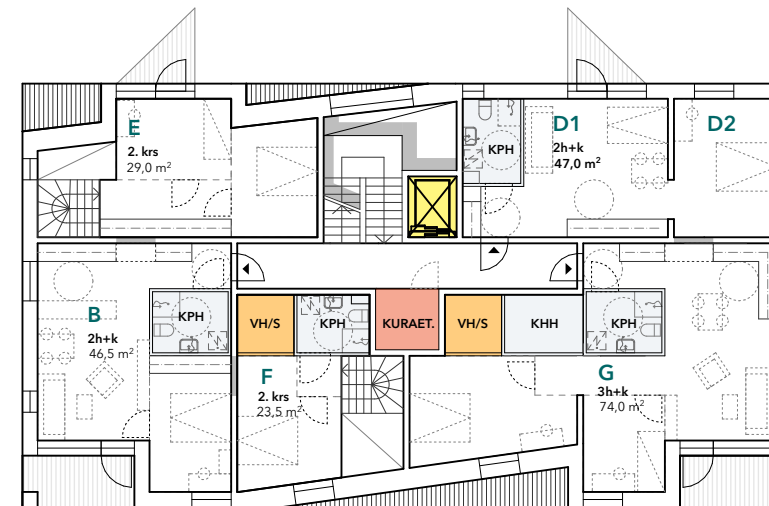 E
2. krs
29,0 m²
KPH
D1
2h+k
47,0 m²
D2
B
2h+k
46,5 m²
KPH
VH/S
KPH
KURAET.
VH/S
KHH
KPH
F
2. krs
23,5 m²
G
3h+k
74,0 m²